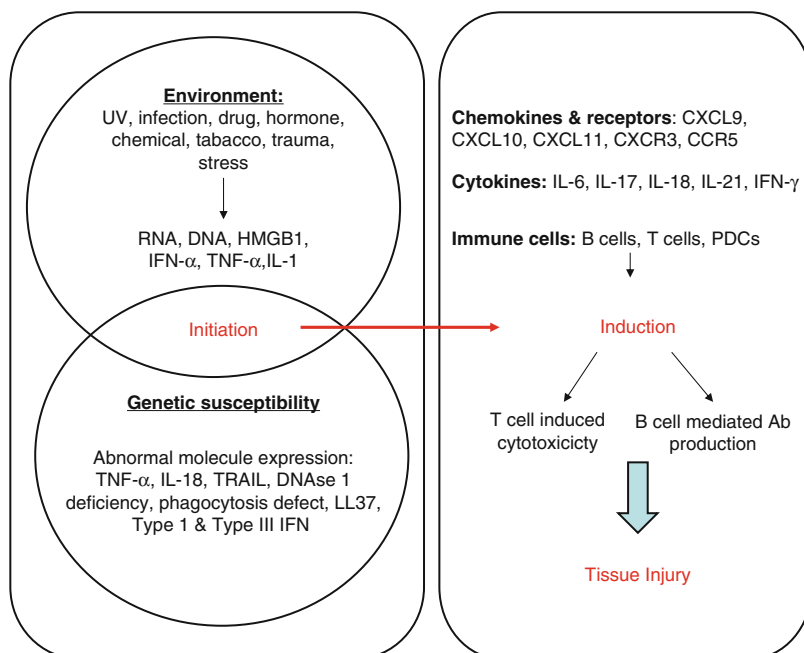 Environment:
UV, infection, drug, hormone,
chemical, tabacco, trauma,
stress
RNA, DNA, HMGB1,
IFN-α, TNF-α,IL-1
Initiation
Genetic susceptibility
Abnormal molecule expression:
TNF-α, IL-18, TRAIL, DNAse 1
deficiency, phagocytosis defect, LL37,
Type 1 & Type III IFN
Chemokines & receptors: CXCL9,
CXCL10, CXCL11, CXCR3, CCR5
Cytokines: IL-6, IL-17, IL-18, IL-21, IFN-γ
Immune cells: B cells, T cells, PDCs
Induction
T cell induced
cytotoxicicty
B cell mediated Ab
production
Tissue Injury